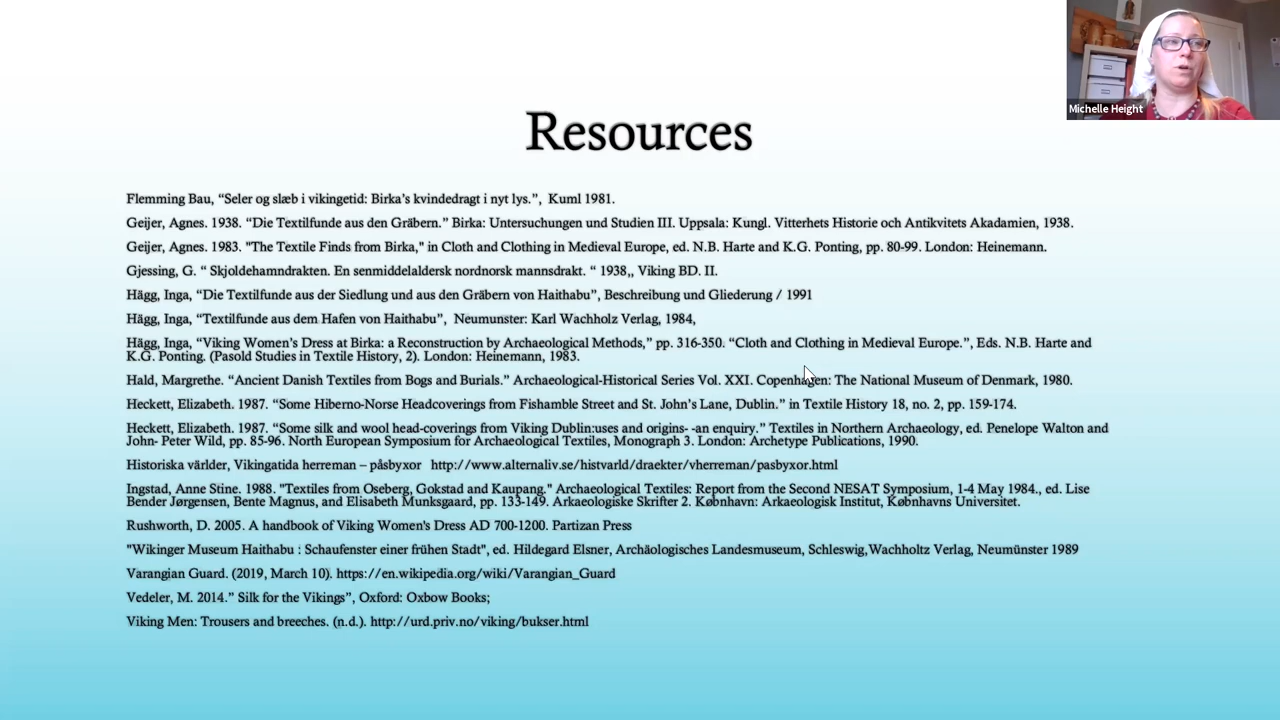 Michelle Height
Resources
Flemming Bau, “Seler og slæb i vikingetid: Birka’s kvindedragt i nyt lys.”, Kuml 1981.
Geijer, Agnes. 1938. “Die Textilfunde aus den Gräbern.” Birka: Untersuchungen und Studien III. Uppsala: Kungl. Vitterhets Historie och Antikvitets Akadamien, 1938.
Geijer, Agnes. 1983. "The Textile Finds from Birka," in Cloth and Clothing in Medieval Europe, ed. N.B. Harte and K.G. Ponting, pp. 80-99. London: Heinemann.
Gjessing, G. “ Skjoldehamndrakten. En senmiddelaldersk nordnorsk mannsdrakt. “ 1938,, Viking BD. II.
Hägg, Inga, “Die Textilfunde aus der Siedlung und aus den Gräbern von Haithabu”, Beschreibung und Gliederung / 1991
Hägg, Inga, “Textilfunde aus dem Hafen von Haithabu”, Neumunster: Karl Wachholz Verlag, 1984,
Hägg, Inga, “Viking Women’s Dress at Birka: a Reconstruction by Archaeological Methods,” pp. 316-350. “Cloth and Clothing in Medieval Europe.”, Eds. N.B. Harte and
K.G. Ponting. (Pasold Studies in Textile History, 2). London: Heinemann, 1983.
Hald, Margrethe. “Ancient Danish Textiles from Bogs and Burials.” Archaeological-Historical Series Vol. XXI. Copenhagen: The National Museum of Denmark, 1980.
Heckett, Elizabeth. 1987. “Some Hiberno-Norse Headcoverings from Fishamble Street and St. John’s Lane, Dublin.” in Textile History 18, no. 2, pp. 159-174.
Heckett, Elizabeth. 1987. “Some silk and wool head-coverings from Viking Dublin:uses and origins- -an enquiry.” Textiles in Northern Archaeology, ed. Penelope Walton and
John- Peter Wild, pp. 85-96. North European Symposium for Archaeological Textiles, Monograph 3. London: Archetype Publications, 1990.
Historiska världer, Vikingatida herreman – påsbyxor http://www.alternaliv.se/histvarld/draekter/vherreman/pasbyxor.html
Ingstad, Anne Stine. 1988. "Textiles from Oseberg, Gokstad and Kaupang." Archaeological Textiles: Report from the Second NESAT Symposium, 1-4 May 1984., ed. Lise
Bender Jørgensen, Bente Magnus, and Elisabeth Munksgaard, pp. 133-149. Arkaeologiske Skrifter 2. København: Arkaeologisk Institut, Københavns Universitet.
Rushworth, D. 2005. A handbook of Viking Women's Dress AD 700-1200. Partizan Press
"Wikinger Museum Haithabu : Schaufenster einer frühen Stadt", ed. Hildegard Elsner, Archäologisches Landesmuseum, Schleswig,Wachholtz Verlag, Neumünster 1989
Varangian Guard. (2019, March 10). https://en.wikipedia.org/wiki/Varangian_Guard
Vedeler, M. 2014.” Silk for the Vikings”, Oxford: Oxbow Books;
Viking Men: Trousers and breeches. (n.d.). http://urd.priv.no/viking/bukser.html